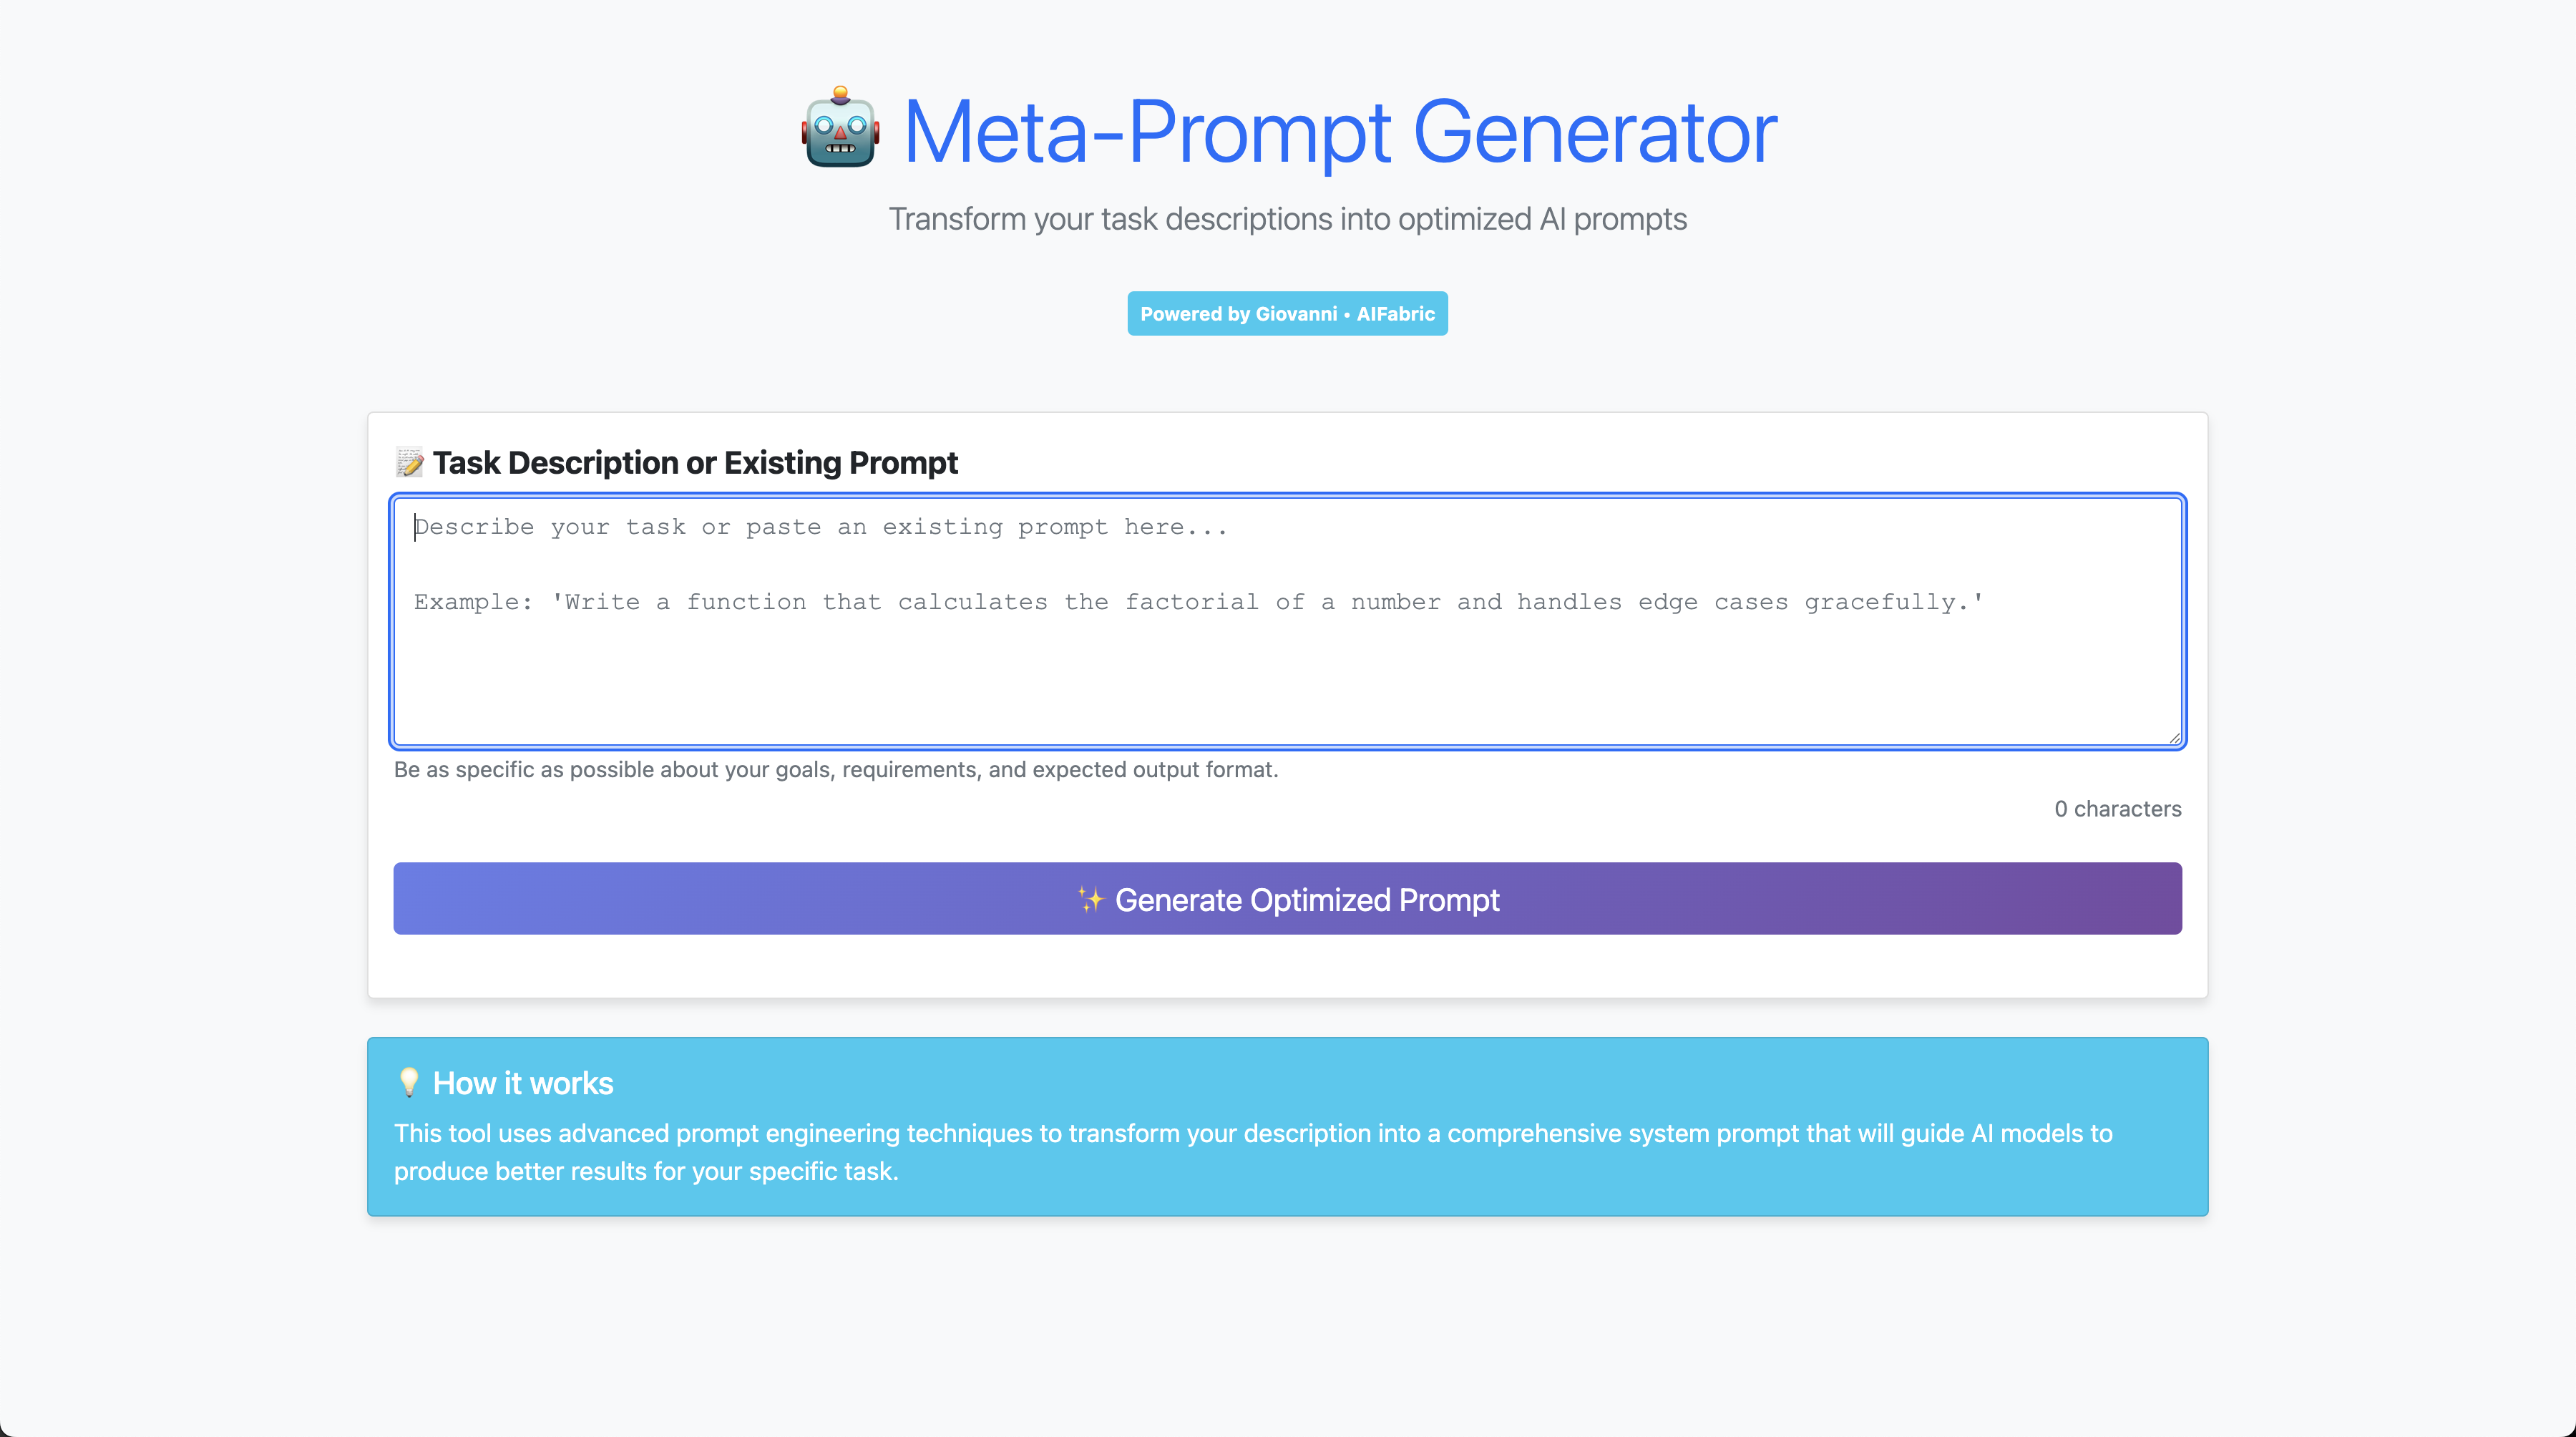 Meta-Prompt Generator
Transform your task descriptions into optimized AI prompts
Powered by Giovanni • AIFabric
Task Description or Existing Prompt
Describe your task or paste an existing prompt here...
Example: 'Write a function that calculates the factorial of a number and handles edge cases gracefully.'
Be as specific as possible about your goals, requirements, and expected output format.
0 characters
Generate Optimized Prompt
How it works
This tool uses advanced prompt engineering techniques to transform your description into a comprehensive system prompt that will guide AI models to
produce better results for your specific task.